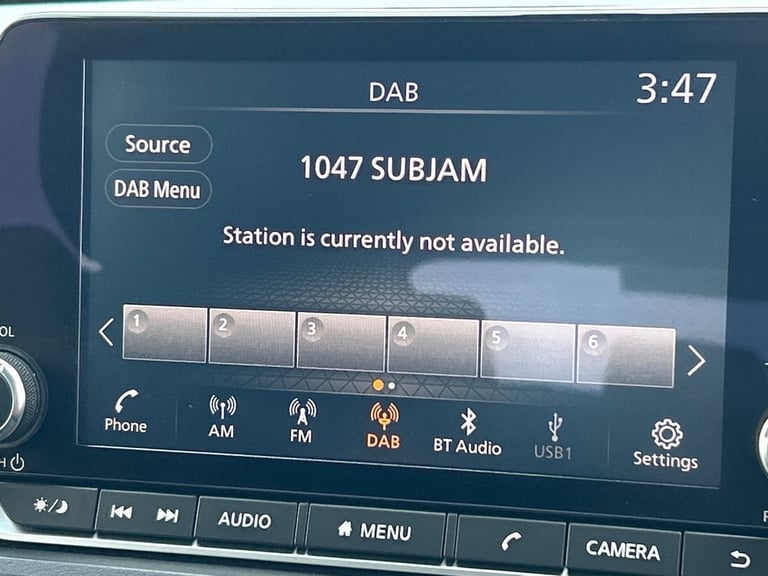 DAB
3:47
Source
1047 SUBJAM
DAB Menu
Station is currently not available.
1 2 3 4 5 6
Phone
AM
FM
DAB
BT Audio
USB1
Settings
OL
AUDIO
MENU
CAMERA